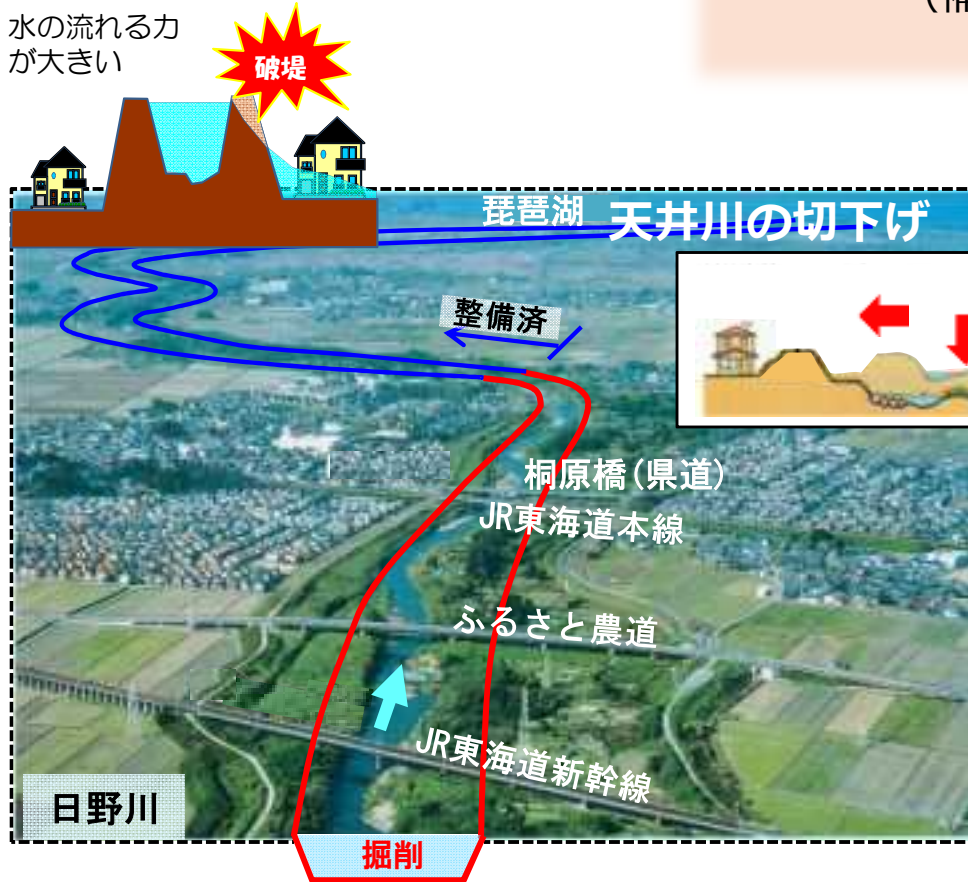 水の流れる力
が大きい
破堤
琵琶湖
天井川の切下げ
整備済
桐原橋(県道)
JR東海道本線
ふるさと農道
JR東海道新幹線
日野川
掘削